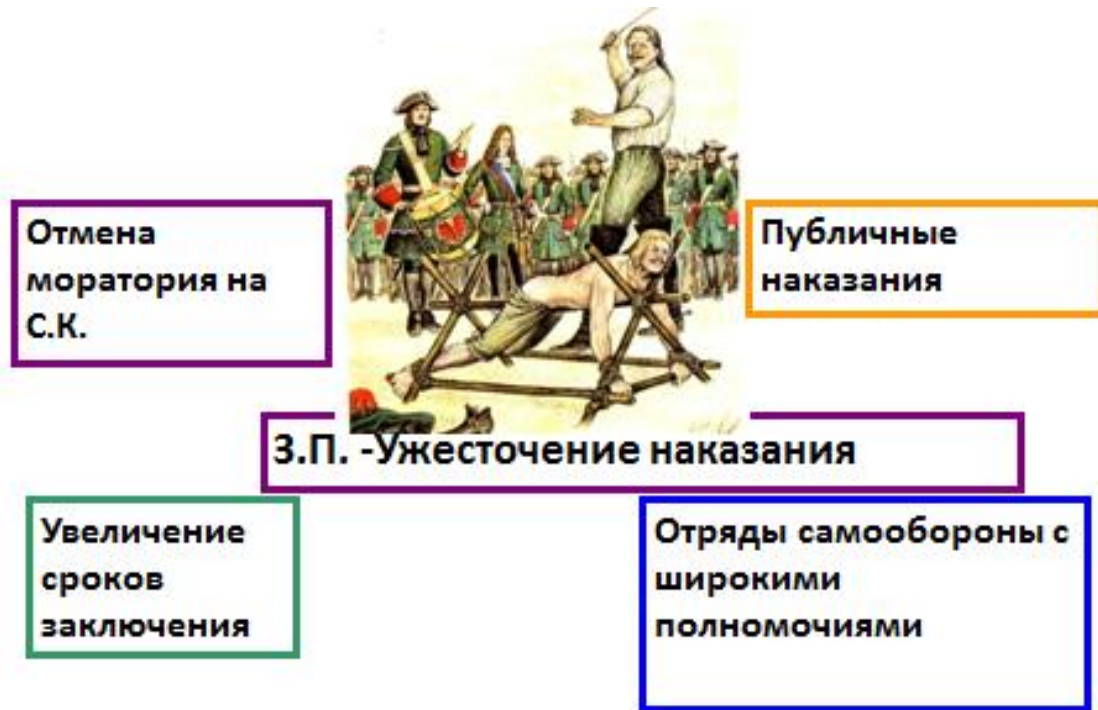 Отмена
моратория на
С.К.
Публичные
наказания
З.П. -Ужесточение наказания
Увеличение
сроков
заключения
Отряды самообороны с
широкими
полномочиями